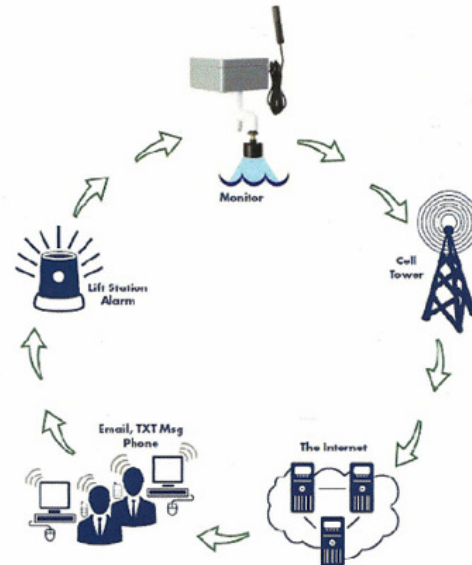 Monitor
Cell
Tower
Lift Station
Alarm
Email, TXT Msg
Phone
The Internet